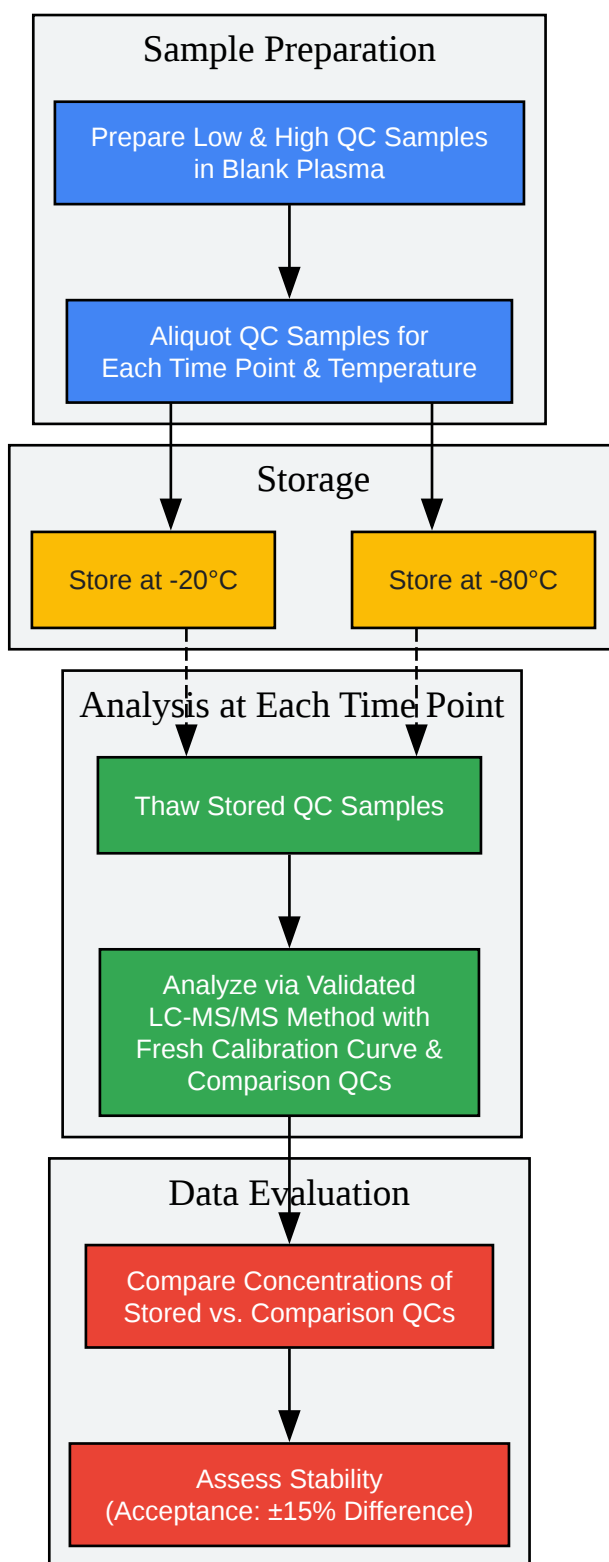 Sample Preparation
Prepare Low & High QC Samples
in Blank Plasma
Aliquot QC Samples for
Each Time Point & Temperature
Storage
Store at -20°C
Store at -80°C
Analysis at Each Time Point
Thaw Stored QC Samples
Analyze via Validated
LC-MS/MS Method with
Fresh Calibration Curve &
Comparison QCs
Data Evaluation
Compare Concentrations of
Stored vs. Comparison QCs
Assess Stability
(Acceptance: ±15% Difference)